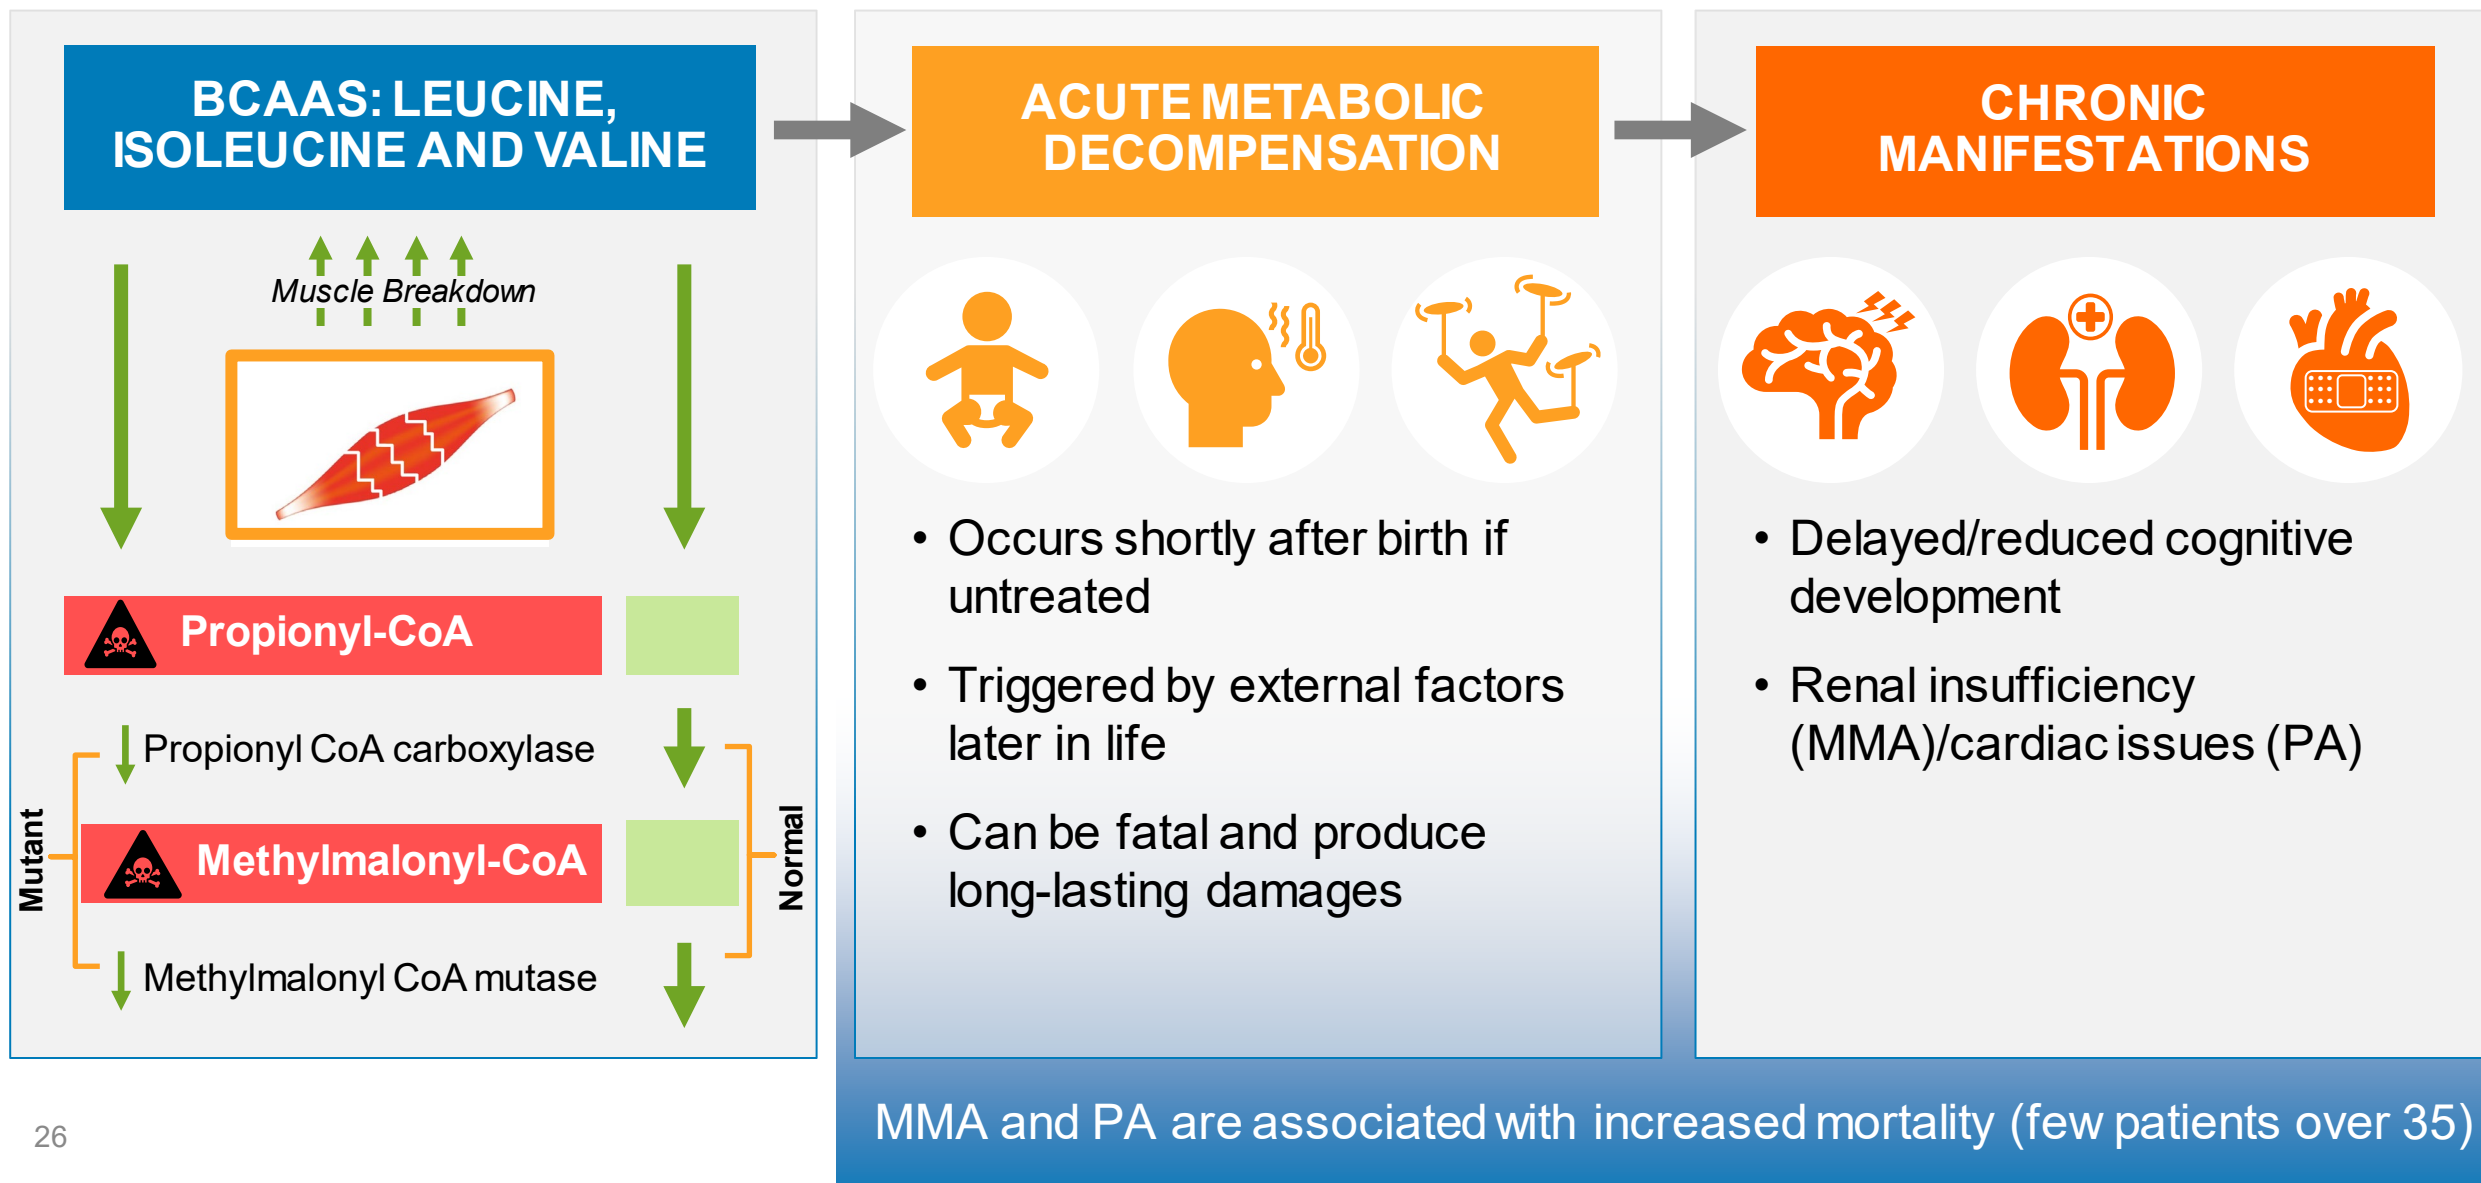 BCAAS: LEUCINE,
ISOLEUCINE AND VALINE
Muscle Breakdown
Propionyl-CoA
Propionyl CoA carboxylase
Mutant
Normal
Methylmalonyl-CoA
Methylmalonyl CoA mutase
ACUTE METABOLIC
DECOMPENSATION
• Occurs shortly after birth if
untreated
• Triggered by external factors
later in life
• Can be fatal and produce
long-lasting damages
CHRONIC
MANIFESTATIONS
• Delayed/reduced cognitive
development
• Renal insufficiency
(MMA)/cardiac issues (PA)
26
MMA and PA are associated with increased mortality (few patients over 35)